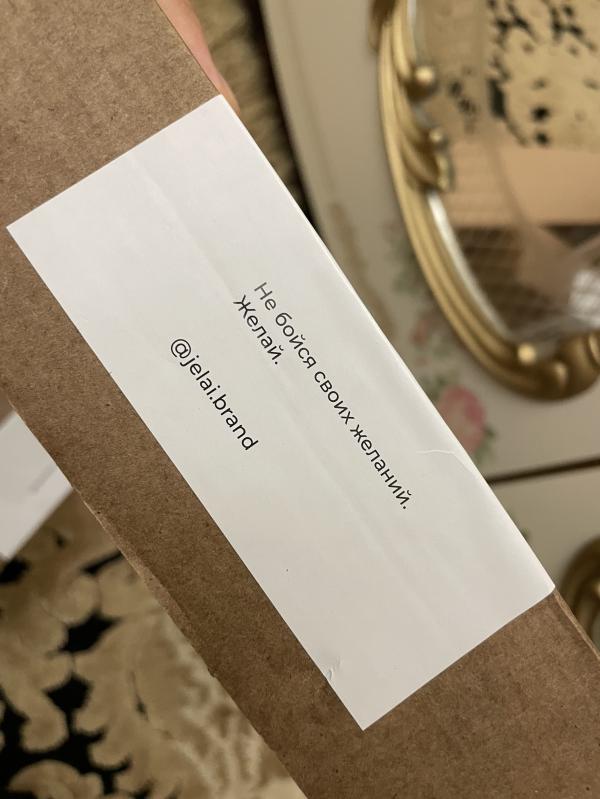 Не бойся своих желаний.
Желай.
@jelai.brand